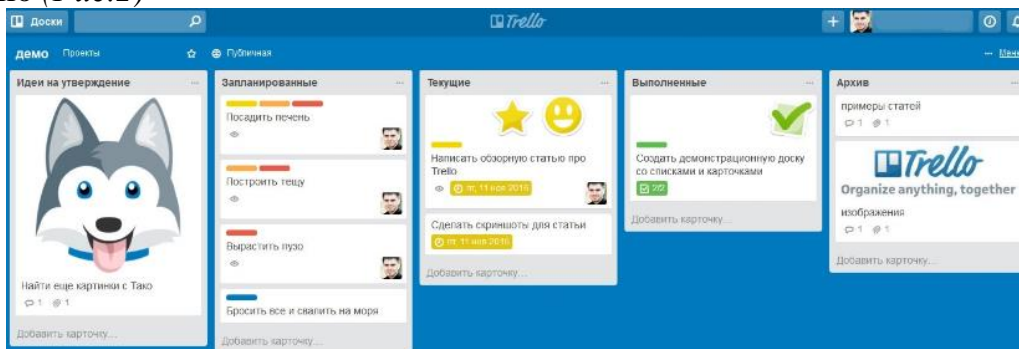 (Рис.1)
Доски
Trello
демо Проекты Публичная
Идеи на утверждение
Найти еще картинки с Тако
1 1
Добавить карточку...
Запланированные
Посадить печень
Построить тещу
Вырастить пузо
Бросить все и свалить на моря
Добавить карточку...
Текущие
Написать обзорную статью про
Trello
пт, 11 ноя 2016
Сделать скриншоты для статьи
пт, 11 ноя 2016
Добавить карточку...
Выполненные
Создать демонстрационную доску
со списками и карточками
2/2
Добавить карточку...
Архив
примеры статей
1 1
Trello
Organize anything, together
изображения
1 1
Добавить карточку...